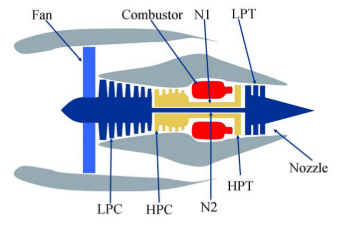 Fan
Combustor
N1
LPT
Nozzle
LPC
HPC
N2
HPT